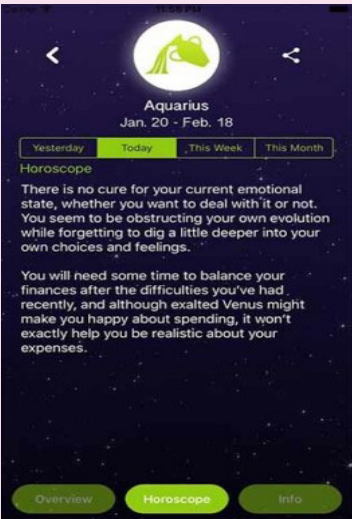 11:56 PM
Aquarius
Jan. 20 - Feb. 18
Yesterday
Today
This Week
This Month
Horoscope
There is no cure for your current emotional
state, whether you want to deal with it or not.
You seem to be obstructing your own evolution
while forgetting to dig a little deeper into your
own choices and feelings.
You will need some time to balance your
finances after the difficulties you've had
recently, and although exalted Venus might
make you happy about spending, it won't
exactly help you be realistic about your
expenses.
Overview
Horoscope
Info